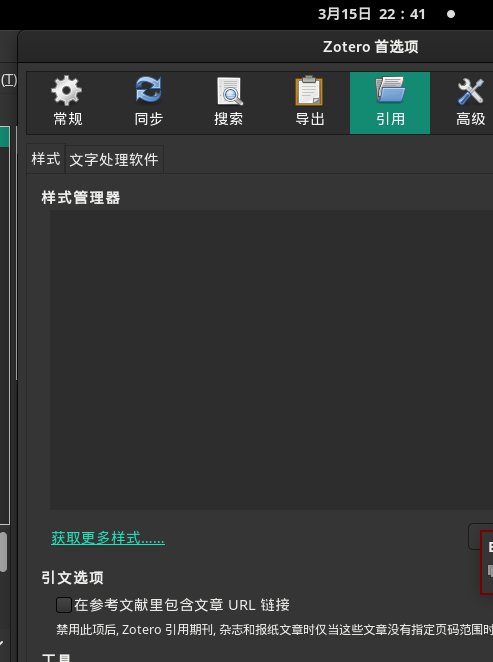 3月15日 22：41
Zotero 首选项
(T)
常规 同步 搜索 导出 引用 高级
样式 文字处理软件
样式管理器
获取更多样式……
引文选项
在参考文献里包含文章 URL 链接
禁用此项后, Zotero 引用期刊, 杂志和报纸文章时仅当这些文章没有指定页码范围时
工具